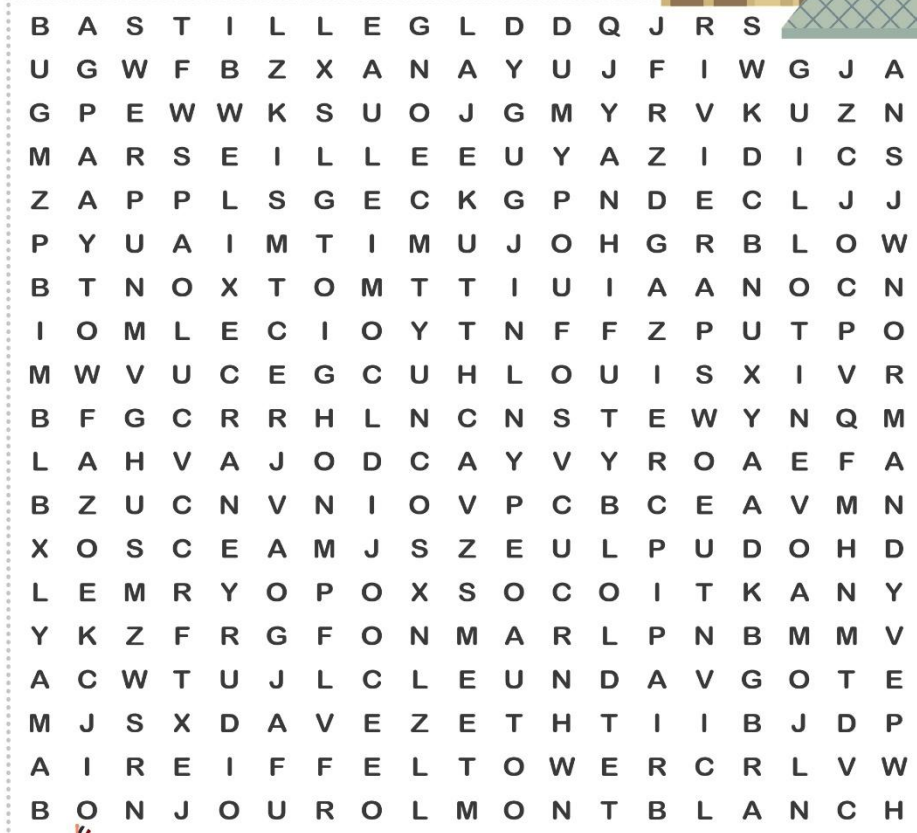 B A S T I L L E G L D D Q J R S
U G W F B Z X A N A Y U J F I W G J A
G P E W W K S U O J G M Y R V K U Z N
M A R S E I L L E E U Y A Z I D I C S
Z A P P L S G E C K G P N D E C L J J
P Y U A I M T I M U J O H G R B L O W
B T N O X T O M T T I U I A A N O C N
I O M L E C I O Y T N F F Z P U T P O
M W V U C E G C U H L O U I S X I V R
B F G C R R H L N C N S T E W Y N Q M
L A H V A J O D C A Y V Y R O A E F A
B Z U C N V N I O V P C B C E A V M N
X O S C E A M J S Z E U L P U D O H D
L E M R Y O P O X S O C O I T K A N Y
Y K Z F R G F O N M A R L P N B M M V
A C W T U J L C L E U N D A V G O T E
M J S X D A V E Z E T H T I I B J D P
A I R E I F F E L T O W E R C R L V W
B O N J O U R O L M O N T B L A N C H